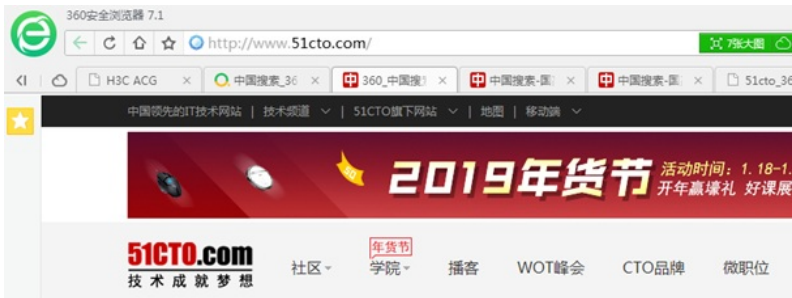 360安全浏览器 7.1
http://www.51cto.com/
7张大图
H3C ACG × 中国搜索_36 × 360_中国搜 × 中国搜索-国 × 中国搜索-国 × 51cto_36
中国领先的IT技术网站 | 技术频道 | 51CTO旗下网站 | 地图 | 移动端
2019年货节
活动时间：1.18-1.
开年赢壕礼 好课展
51CTO.com
技术成就梦想
年货节
社区 学院 播客 WOT峰会 CTO品牌 微职位